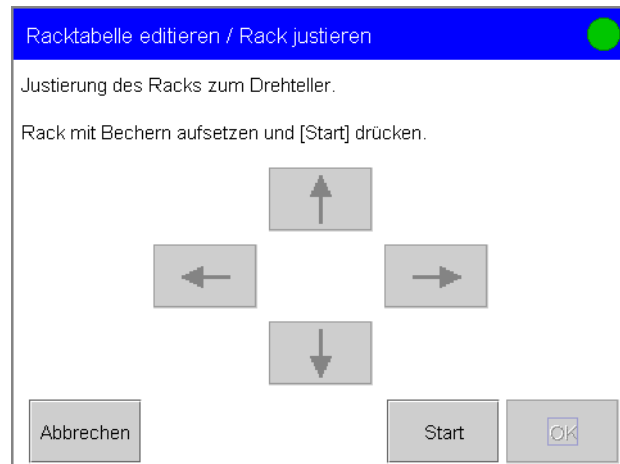 Racktabelle editieren / Rack justieren
Justierung des Racks zum Drehteller.
Rack mit Bechern aufsetzen und [Start] drücken.
Abbrechen
Start
OK